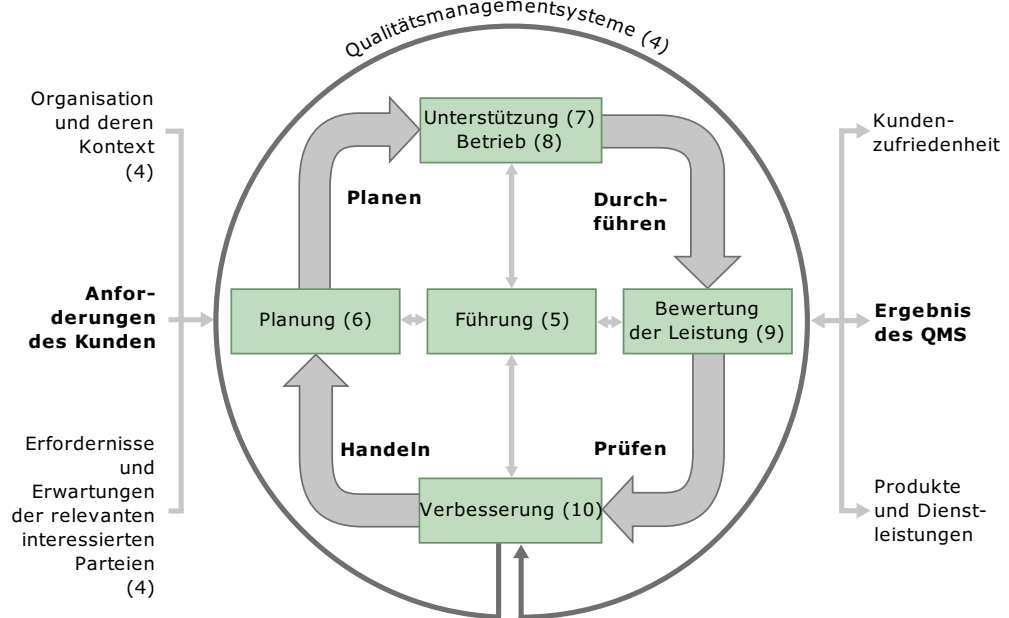 Qualitätsmanagementsysteme (4)
Organisation
und deren
Kontext
(4)
Anfor-
derungen
des Kunden
Erfordernisse
und
Erwartungen
der relevanten
interessierten
Parteien
(4)
Unterstützung (7)
Betrieb (8)
Planen
Durch-
führen
Planung (6)
Führung (5)
Bewertung
der Leistung (9)
Handeln
Prüfen
Verbesserung (10)
Kunden-
zufriedenheit
Ergebnis
des QMS
Produkte
und Dienst-
leistungen